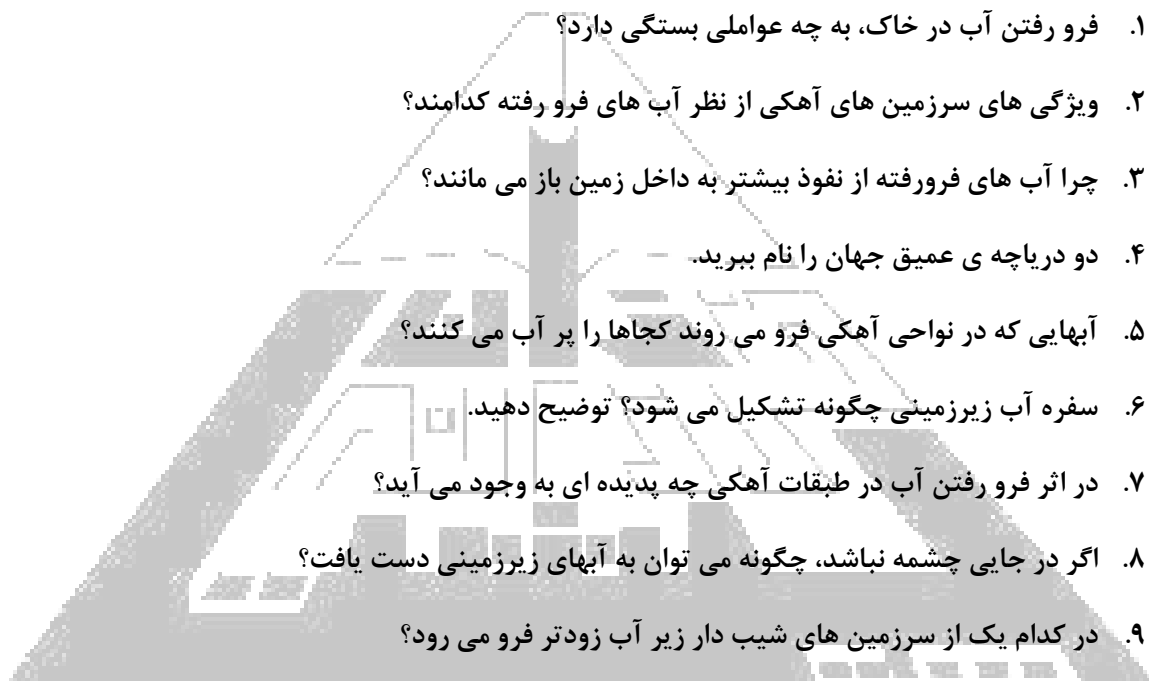 ۱. فرو رفتن آب در خاک، به چه عواملی بستگی دارد؟
۲. ویژگی های سرزمین های آهکی از نظر آب های فرو رفته کدامند؟
۳. چرا آب های فرورفته از نفوذ بیشتر به داخل زمین باز می مانند؟
۴. دو دریاچه ی عمیق جهان را نام ببرید.
۵. آبهایی که در نواحی آهکی فرو می روند کجاها را پر آب می کنند؟
۶. سفره آب زیرزمینی چگونه تشکیل می شود؟ توضیح دهید.
۷. در اثر فرو رفتن آب در طبقات آهکی چه پدیده ای به وجود می آید؟
۸. اگر در جایی چشمه نباشد، چگونه می توان به آبهای زیرزمینی دست یافت؟
۹. در کدام یک از سرزمین های شیب دار زیر آب زودتر فرو می رود؟